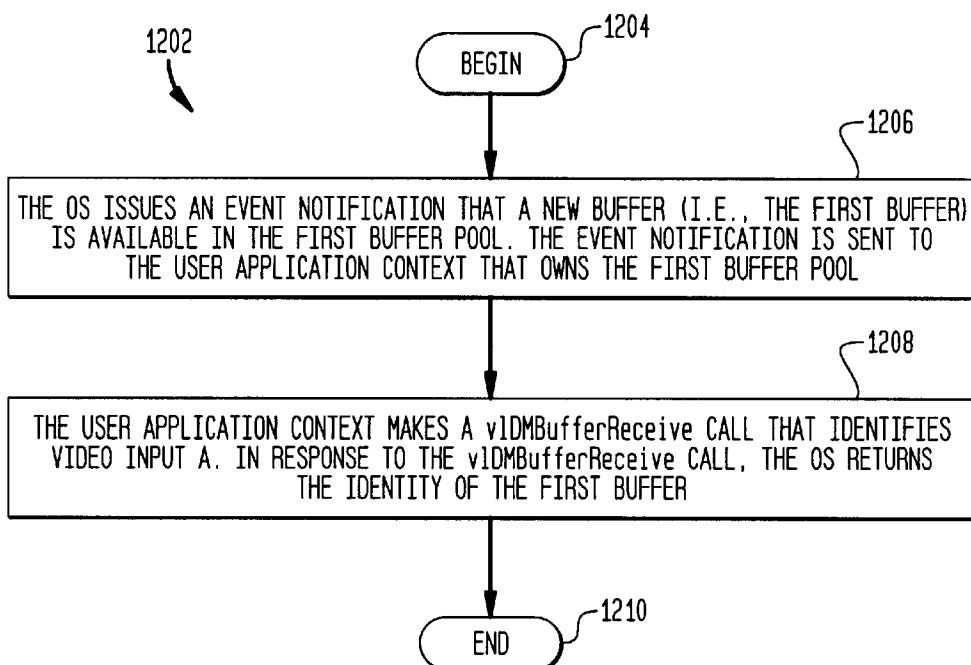 1202
1204
BEGIN
1206
THE OS ISSUES AN EVENT NOTIFICATION THAT A NEW BUFFER (I.E., THE FIRST BUFFER)
IS AVAILABLE IN THE FIRST BUFFER POOL. THE EVENT NOTIFICATION IS SENT TO
THE USER APPLICATION CONTEXT THAT OWNS THE FIRST BUFFER POOL
1208
THE USER APPLICATION CONTEXT MAKES A vlDMBufferReceive CALL THAT IDENTIFIES
VIDEO INPUT A. IN RESPONSE TO THE vlDMBufferReceive CALL, THE OS RETURNS
THE IDENTITY OF THE FIRST BUFFER
1210
END